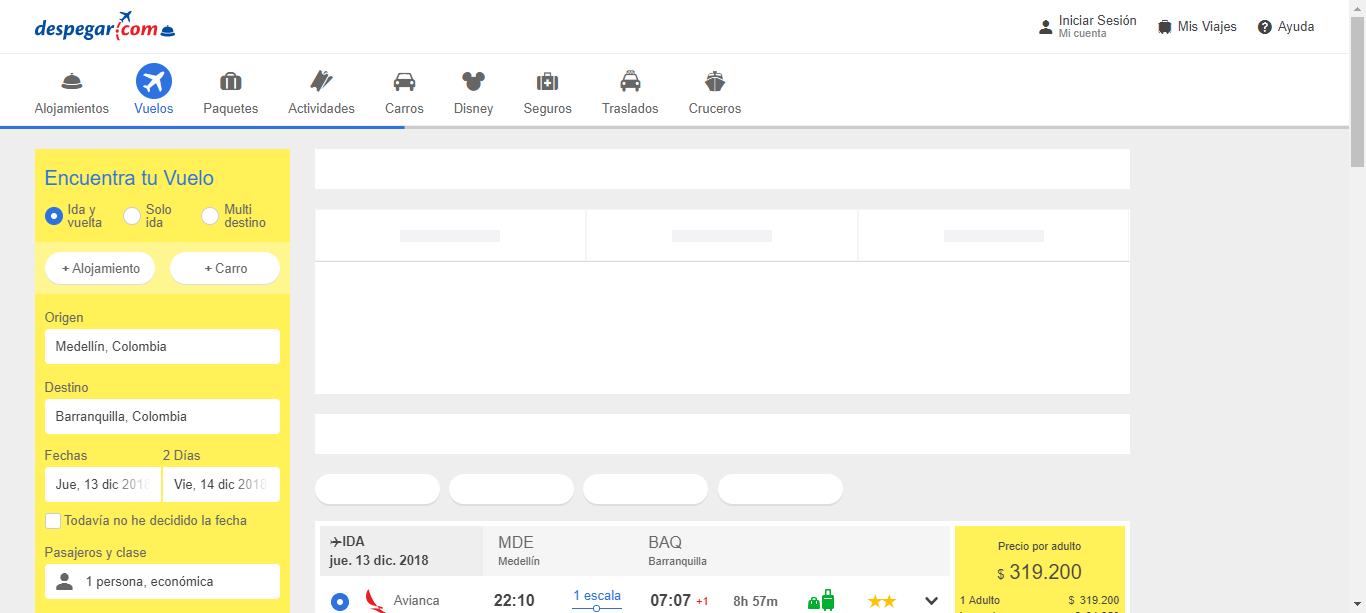 despegar.com
Iniciar Sesión
Mi cuenta
Mis Viajes
Ayuda
Alojamientos
Vuelos
Paquetes
Actividades
Carros
Disney
Seguros
Traslados
Cruceros
Encuentra tu Vuelo
Ida y vuelta
Solo ida
Multi destino
+ Alojamiento
+ Carro
Origen
Medellín, Colombia
Destino
Barranquilla, Colombia
Fechas
2 Días
Jue, 13 dic 2018
Vie, 14 dic 2018
Todavía no he decidido la fecha
Pasajeros y clase
1 persona, económica
IDA
jue. 13 dic. 2018
MDE
Medellín
BAQ
Barranquilla
Avianca
22:10
1 escala
07:07 +1
8h 57m
Precio por adulto
$ 319.200
1 Adulto
$ 319.200